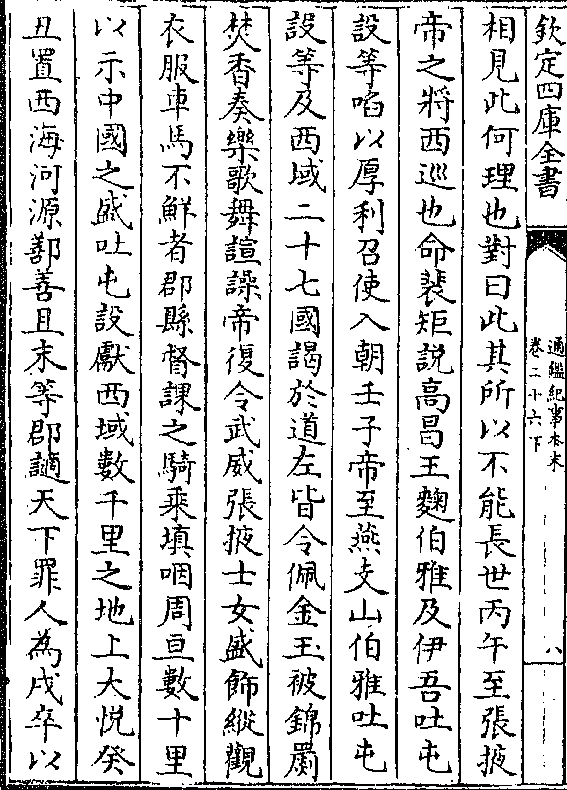 欽定四庫全書
通鑑紀事本末
卷二十六下
八
相見此何理也對曰此其所以不能長世丙午至張掖
帝之將西巡也命裴矩說高昌王麴伯雅及伊吾吐屯
設等啗以厚利召使入朝壬子帝至燕支山伯雅吐屯
設等及西域二十七國謁於道左皆令佩金玉被錦罽
焚香奏樂歌舞諠譟帝復令武威張掖士女盛飾縱觀
衣服車馬不鮮者郡縣督課之騎乘填咽周亘數十里
以示中國之盛吐屯設獻西域數千里之地上大悅癸
丑置西海河源鄯善且末等郡謫天下罪人為戍卒以